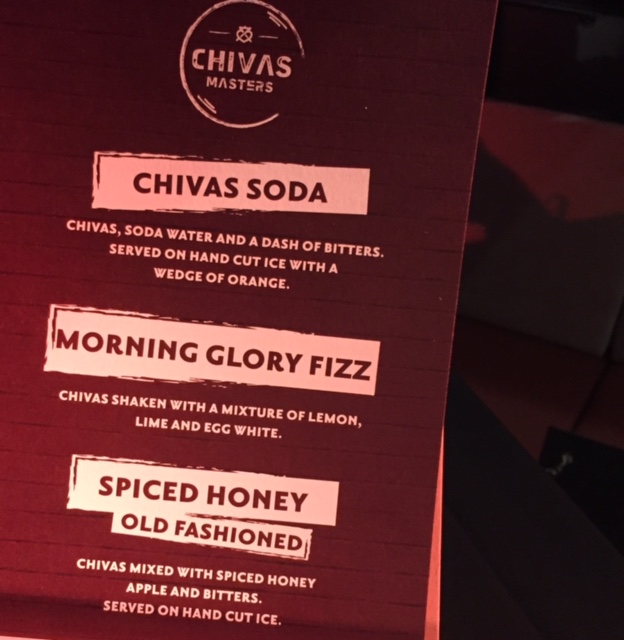 CHIVAS
MASTERS
CHIVAS SODA
CHIVAS, SODA WATER AND A DASH OF BITTERS.
SERVED ON HAND CUT ICE WITH A
WEDGE OF ORANGE.
MORNING GLORY FIZZ
CHIVAS SHAKEN WITH A MIXTURE OF LEMON,
LIME AND EGG WHITE.
SPICED HONEY
OLD FASHIONED
CHIVAS MIXED WITH SPICED HONEY
APPLE AND BITTERS.
SERVED ON HAND CUT ICE.